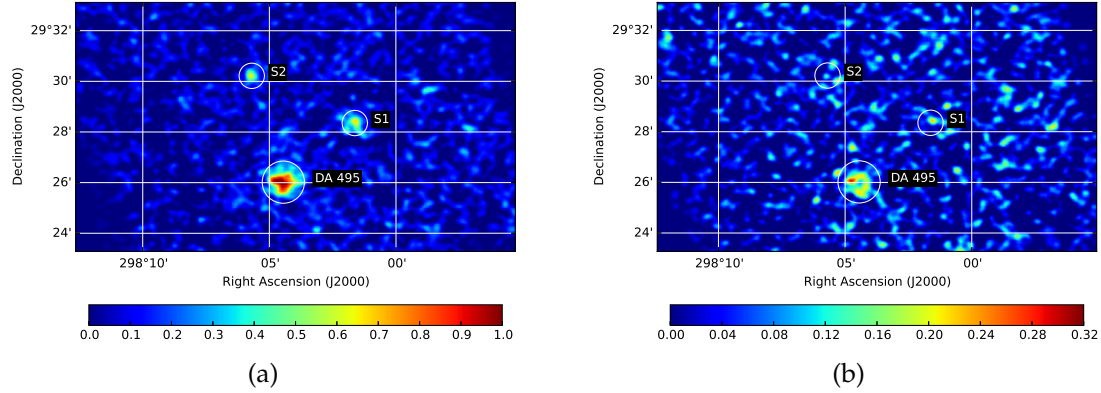 29°32'
30'
28'
26'
24'
Declination (J2000)
S2
S1
DA 495
298°10'
05'
00'
Right Ascension (J2000)
0.0 0.1 0.2 0.3 0.4 0.5 0.6 0.7 0.8 0.9 1.0
(a)
29°32'
30'
28'
26'
24'
Declination (J2000)
S2
S1
DA 495
298°10'
05'
00'
Right Ascension (J2000)
0.00 0.04 0.08 0.12 0.16 0.20 0.24 0.28 0.32
(b)